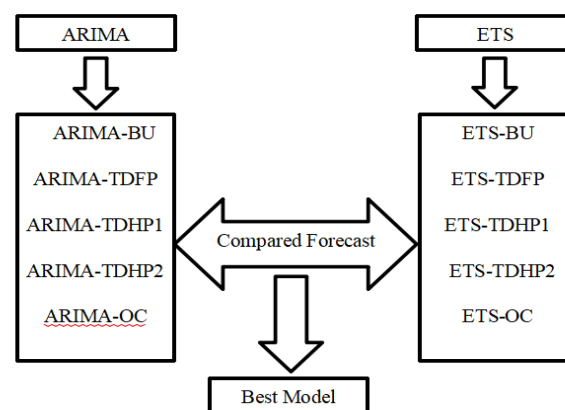 ARIMA
ETS
ARIMA-BU
ARIMA-TDFP
ARIMA-TDHP1
ARIMA-TDHP2
ARIMA-OC
Compared Forecast
ETS-BU
ETS-TDFP
ETS-TDHP1
ETS-TDHP2
ETS-OC
Best Model